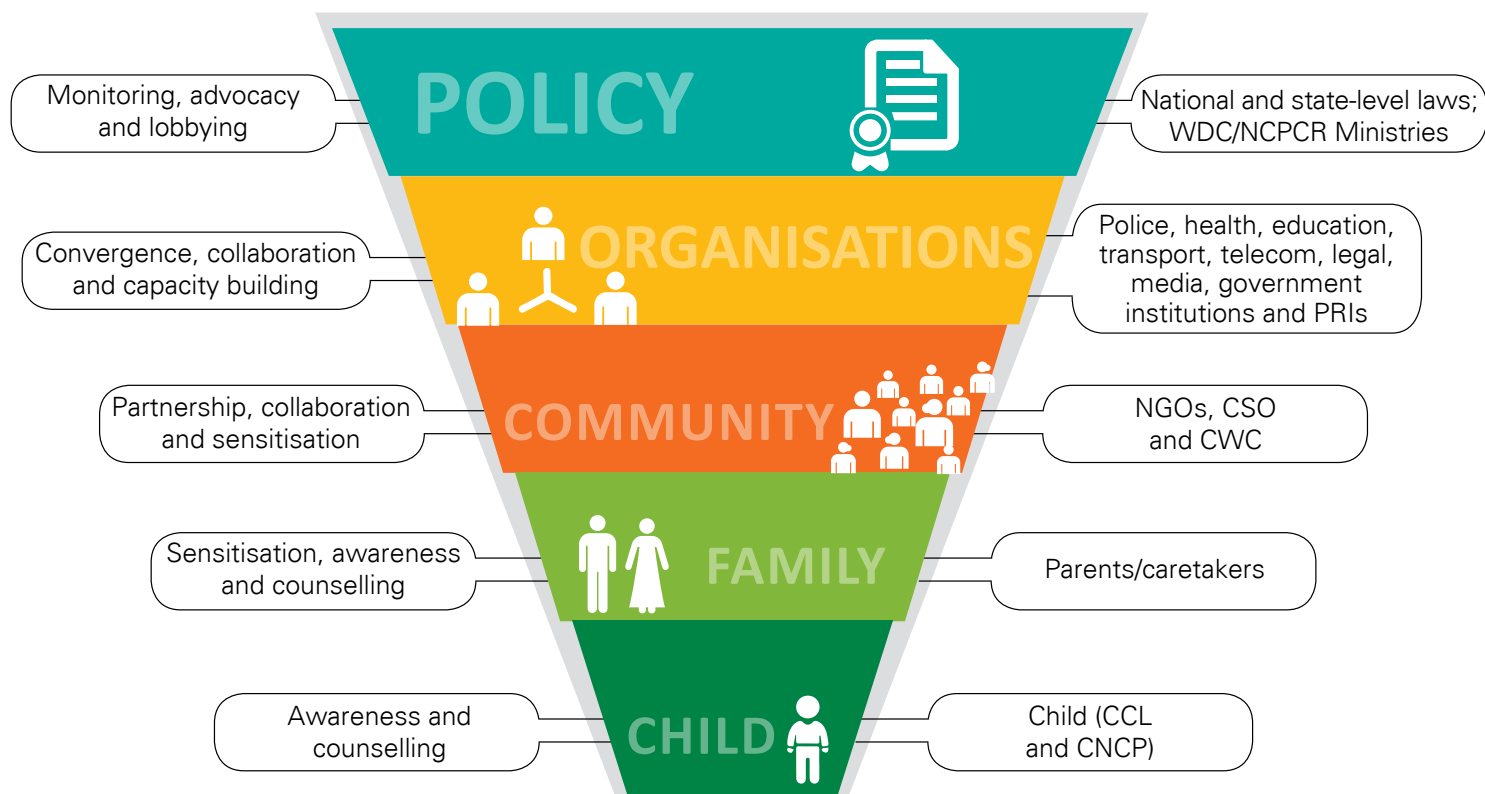 Monitoring, advocacy
and lobbying
POLICY
National and state-level laws;
WDC/NCPCR Ministries
Convergence, collaboration
and capacity building
ORGANISATIONS
Police, health, education,
transport, telecom, legal,
media, government
institutions and PRIs
Partnership, collaboration
and sensitisation
COMMUNITY
NGOs, CSO
and CWC
Sensitisation, awareness
and counselling
FAMILY
Parents/caretakers
Awareness and
counselling
CHILD
Child (CCL
and CNCP)